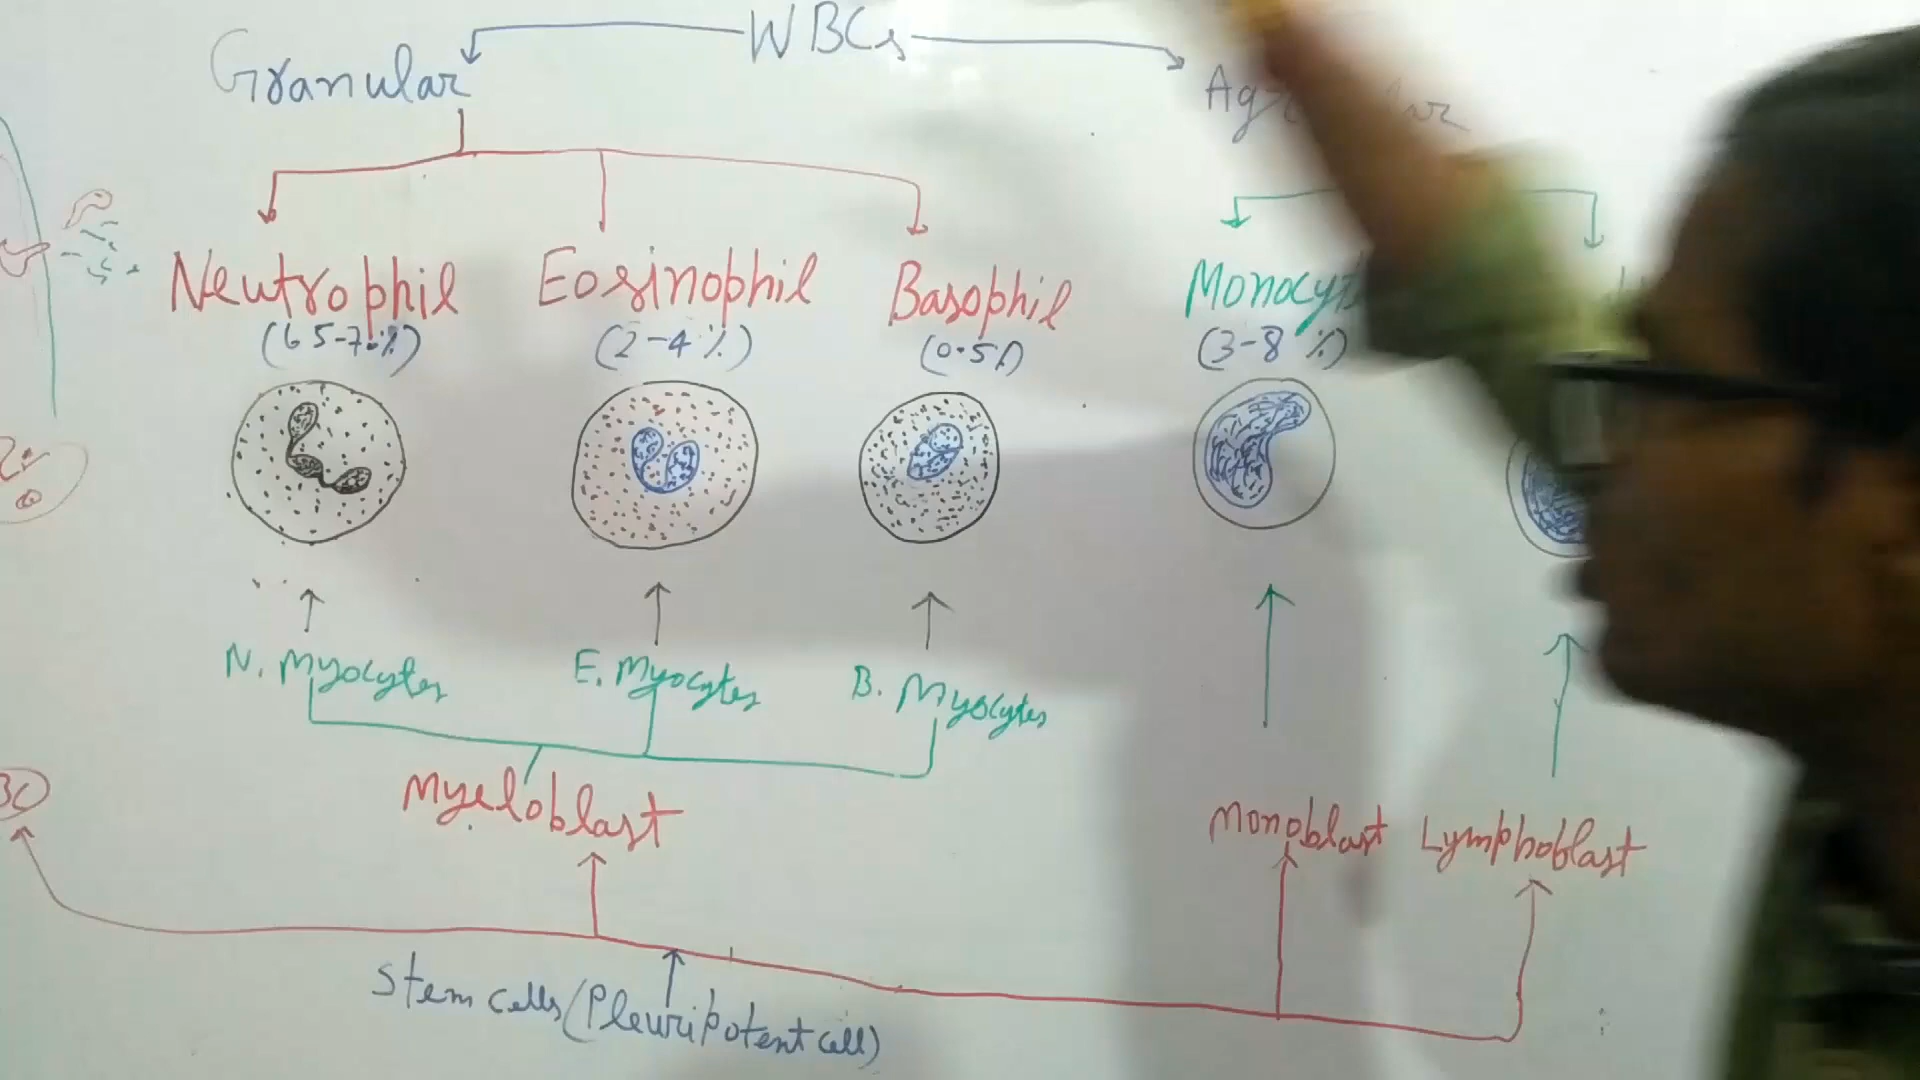 WBCs
Granular
Neutrophil Eosinophil Basophil
(65-70%) (2-4%) (0.5%) (3-8%)
N. Myocytes E. Myocytes B. Myocytes
Myeloblast Monoblast Lymphoblast
Stem cells (Pleuripotent cell)